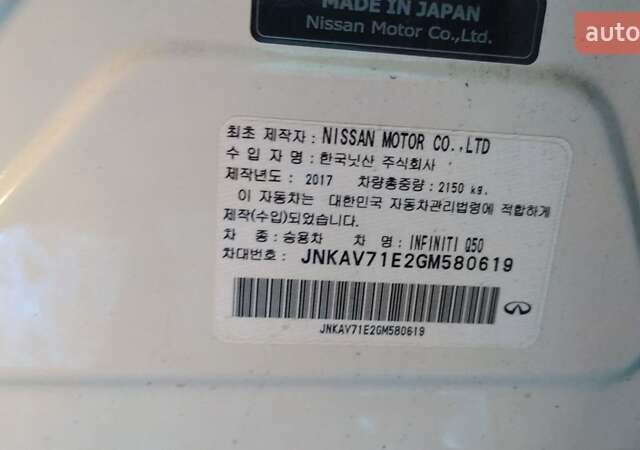 MADE IN JAPAN
Nissan Motor Co.,Ltd.
auto
최초 제작자 : NISSAN MOTOR CO.,LTD
수 입 자 명 : 한국닛산 주식회사
제작년도 : 2017 차량총중량 : 2150 kg.
이 자동차는 대한민국 자동차관리법령에 적합하게
제작(수입)되었습니다.
차 종 : 승용차 차 명 : INFINITI Q50
차대번호 : JNKAV71E2GM580619
JNKAV71E2GM580619